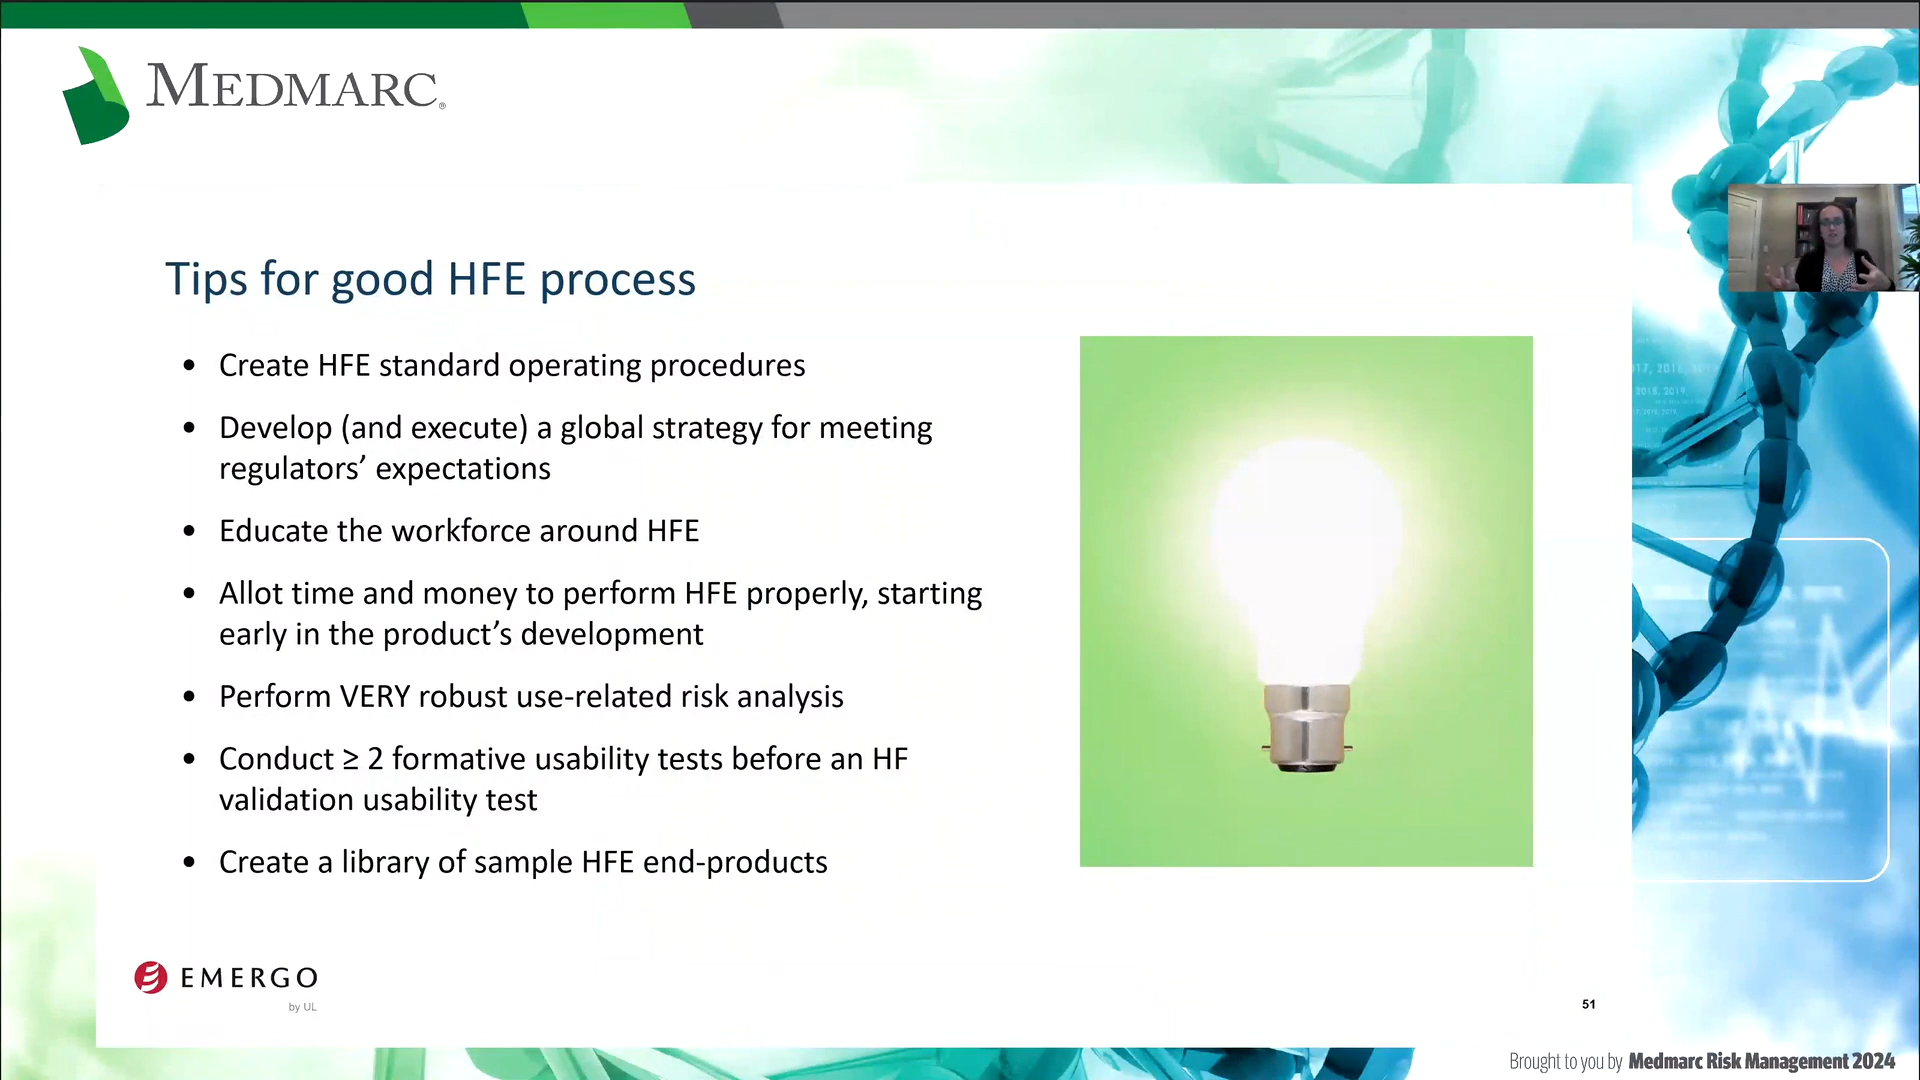 MEDMARC®
Tips for good HFE process
• Create HFE standard operating procedures
• Develop (and execute) a global strategy for meeting
regulators’ expectations
• Educate the workforce around HFE
• Allot time and money to perform HFE properly, starting
early in the product’s development
• Perform VERY robust use-related risk analysis
• Conduct ≥ 2 formative usability tests before an HF
validation usability test
• Create a library of sample HFE end-products
EMERGO
by UL
51
Brought to you by Medmarc Risk Management 2024